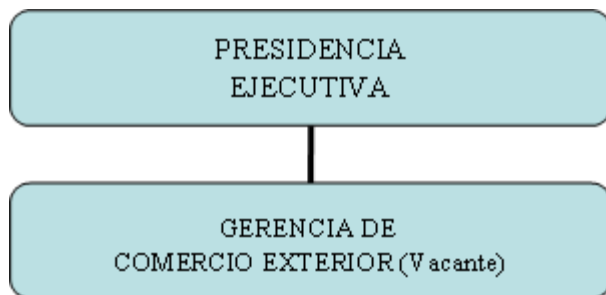 PRESIDENCIA
EJECUTIVA
GERENCIA DE
COMERCIO EXTERIOR (Vacante)